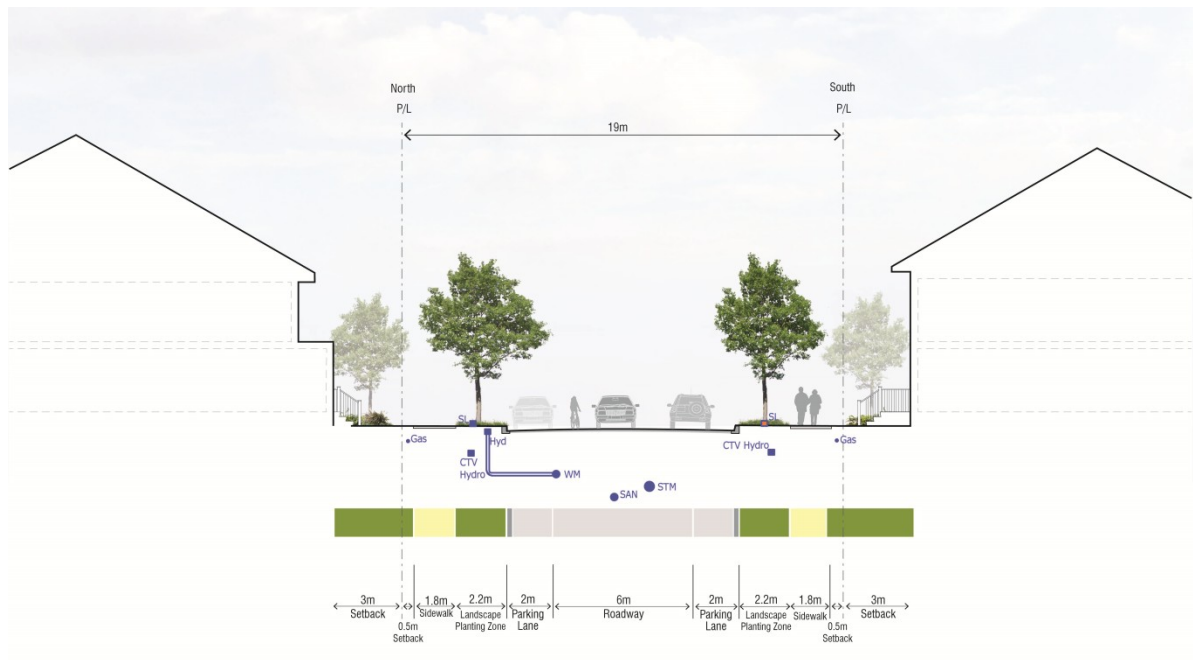 North
P/L
South
P/L
19m
SL
Hyd
Gas
CTV
Hydro
WM
SAN
STM
SL
CTV Hydro
Gas
3m
Setback
0.5m
Setback
1.8m
Sidewalk
2.2m
Landscape
Planting Zone
2m
Parking
Lane
6m
Roadway
2m
Parking
Lane
2.2m
Landscape
Planting Zone
1.8m
Sidewalk
0.5m
Setback
3m
Setback